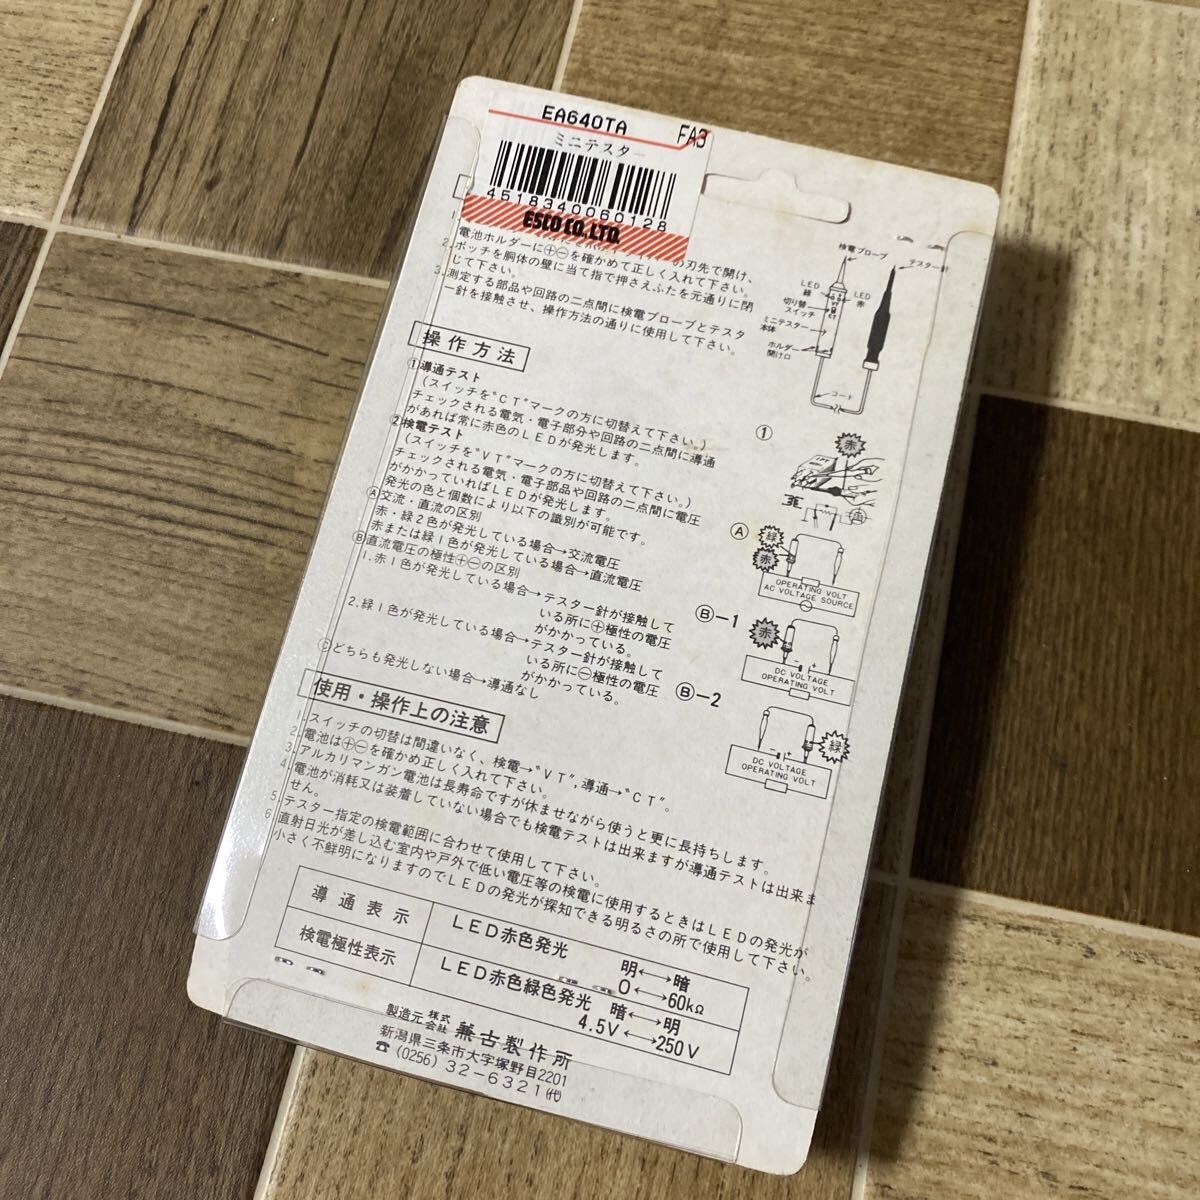 EA640TA FA3
ミニテスター
4518340060128
ESCO CO.,LTD.
の刃先で開け、
2. 電池ホルダーに⊕⊖を確かめて正しく入れて下さい。
ポッチを胴体の壁に当て指で押さえふたを元通りに閉
じて下さい。
3. 測定する部品や回路の二点間に検電プローブとテスタ
ー針を接触させ、操作方法の通りに使用して下さい。
検電プローブ
テスター針
LED
緑
LED
赤
切り替
スイッチ
ミニテスター
本体
ホルダー
開け口
コード
操作方法
①導通テスト
(スイッチを"CT"マークの方に切替えて下さい。)
チェックされる電気・電子部分や回路の二点間に導通
があれば常に赤色のLEDが発光します。
②検電テスト
(スイッチを"VT"マークの方に切替えて下さい。)
チェックされる電気・電子部品や回路の二点間に電圧
がかかっていればLEDが発光します。
発光の色と個数により以下の識別が可能です。
Ⓐ交流・直流の区別
赤・緑2色が発光している場合→交流電圧
赤または緑1色が発光している場合→直流電圧
Ⓑ直流電圧の極性⊕⊖の区別
1. 赤1色が発光している場合→テスター針が接触して
いる所に⊕極性の電圧
がかかっている。
2. 緑1色が発光している場合→テスター針が接触して
いる所に⊖極性の電圧
がかかっている。
Ⓒどちらも発光しない場合→導通なし
①
赤
Ⓐ
緑
赤
OPERATING VOLT
AC VOLTAGE SOURCE
Ⓑ-1
赤
DC VOLTAGE
OPERATING VOLT
Ⓑ-2
緑
DC VOLTAGE
OPERATING VOLT
使用・操作上の注意
1. スイッチの切替は間違いなく、検電→"VT"，導通→"CT"。
2. 電池は⊕⊖を確かめ正しく入れて下さい。
3. アルカリマンガン電池は長寿命ですが休ませながら使うと更に長持ちします。
4. 電池が消耗又は装着していない場合でも検電テストは出来ますが導通テストは出来ま
せん。
5. テスター指定の検電範囲に合わせて使用して下さい。
6. 直射日光が差し込む室内や戸外で低い電圧等の検電に使用するときはLEDの発光が
小さく不鮮明になりますのでLEDの発光が探知できる明るさの所で使用して下さい。
導通表示 LED赤色発光 明←→暗
0←→60kΩ
検電極性表示 LED赤色緑色発光 暗←→明
4.5V←→250V
製造元 株式会社 兼古製作所
新潟県三条市大字塚野目2201
☎(0256) 32-6321㈹